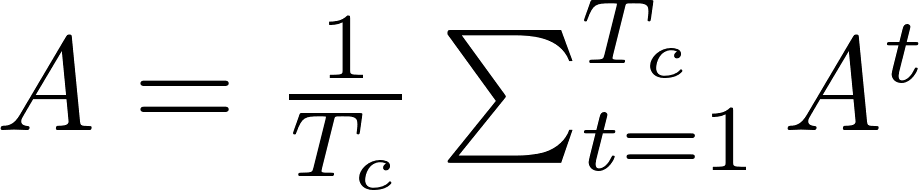 A = \frac{1}{T_c} \sum_{t=1}^{T_c} A^t